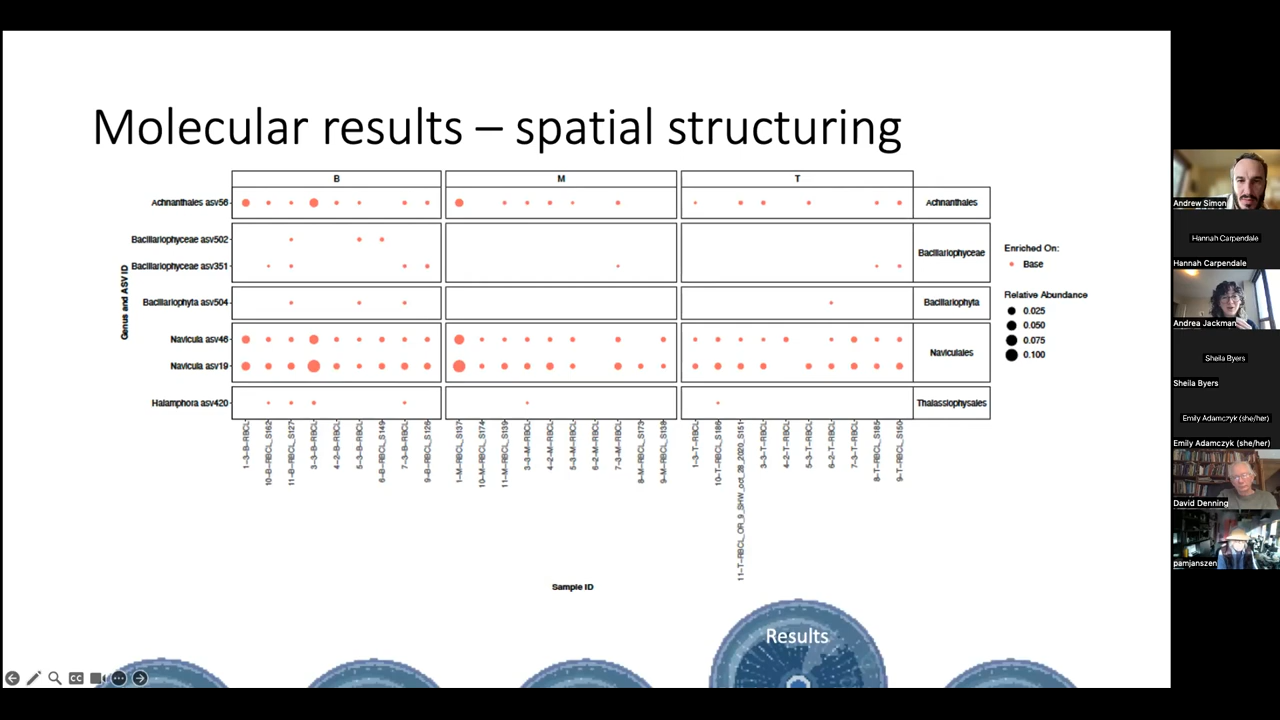 Molecular results – spatial structuring
B
M
T
Achnanthales asv56
Achnanthales
Bacillariophyceae asv502
Bacillariophyceae asv351
Bacillariophyceae
Bacillariophyta asv504
Bacillariophyta
Navicula asv46
Navicula asv19
Naviculales
Halamphora asv420
Thalassiophysales
Genus and ASV ID
1-3-B-RBCL
10-B-RBCL_S162
11-B-RBCL_S127
3-3-B-RBCL
4-2-B-RBCL
5-3-B-RBCL
6-B-RBCL_S149
7-3-B-RBCL
9-B-RBCL_S126
1-M-RBCL_S137
10-M-RBCL_S174
11-M-RBCL_S139
3-3-M-RBCL
4-2-M-RBCL
5-3-M-RBCL
6-2-M-RBCL
7-3-M-RBCL
8-M-RBCL_S173
9-M-RBCL_S138
1-3-T-RBCL
10-T-RBCL_S186
11-T-RBCL_OR_9_SHW_oct_28_2020_S151
3-3-T-RBCL
4-2-T-RBCL
5-3-T-RBCL
6-2-T-RBCL
7-3-T-RBCL
8-T-RBCL_S185
9-T-RBCL_S150
Sample ID
Enriched On:
Base
Relative Abundance
0.025
0.050
0.075
0.100
Results
CC
Andrew Simon
Hannah Carpendale
Hannah Carpendale
Andrea Jackman
Sheila Byers
Sheila Byers
Emily Adamczyk (she/her)
Emily Adamczyk (she/her)
David Denning
pamjanszen